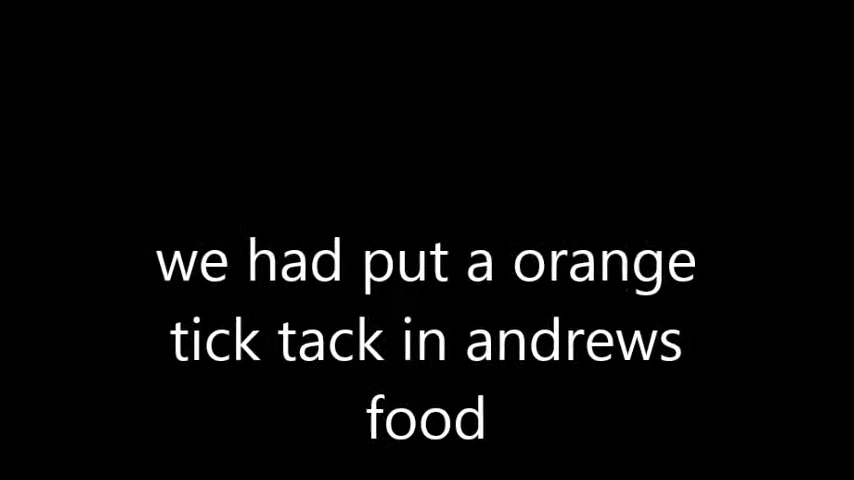 we had put a orange
tick tack in andrews
food